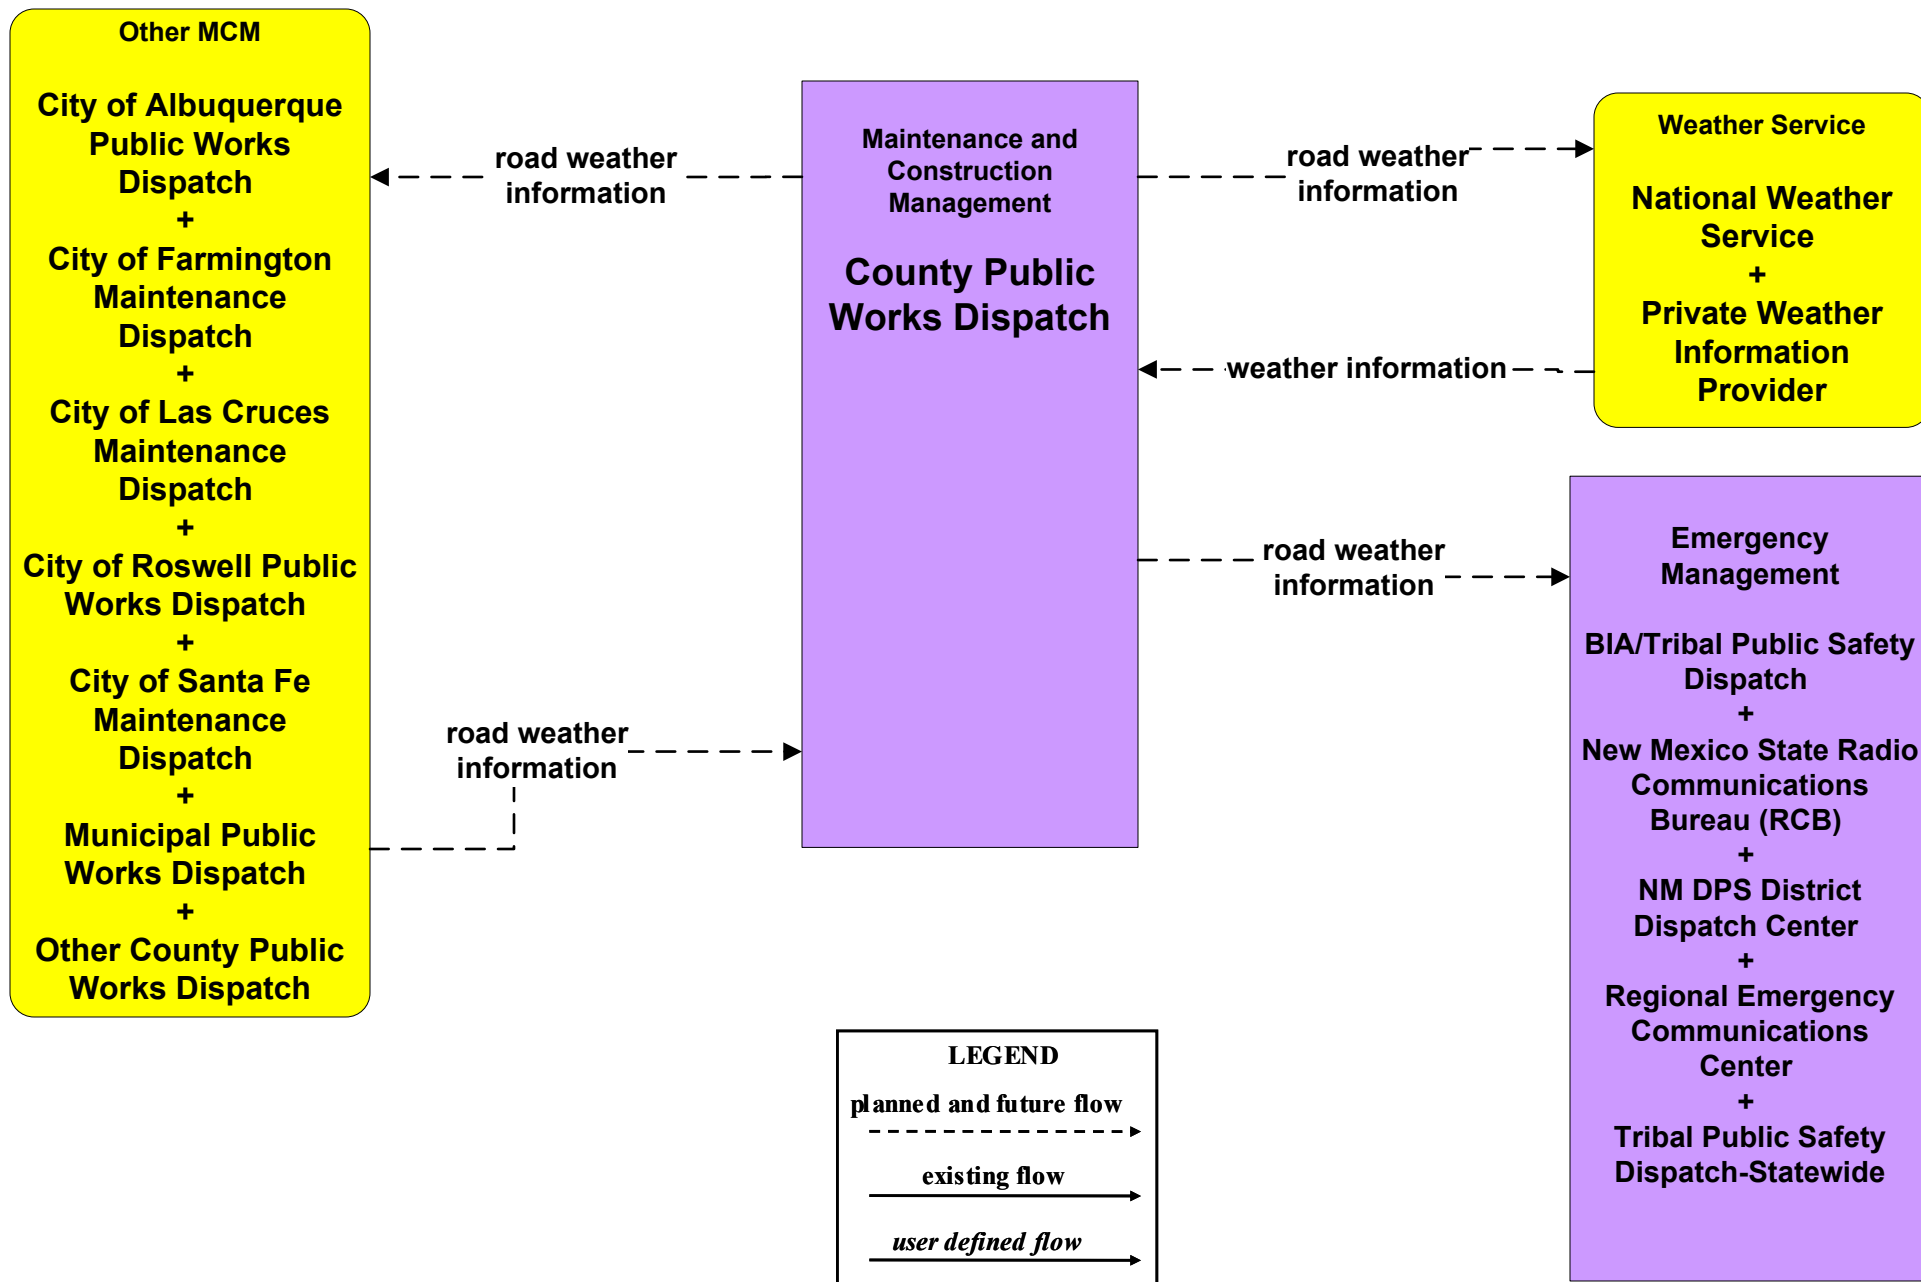 Other MCM
City of Albuquerque
Public Works
Dispatch
+
City of Farmington
Maintenance
Dispatch
+
City of Las Cruces
Maintenance
Dispatch
+
City of Roswell Public
Works Dispatch
+
City of Santa Fe
Maintenance
Dispatch
+
Municipal Public
Works Dispatch
+
Other County Public
Works Dispatch
road weather
information
road weather
information
Maintenance and
Construction
Management
County Public
Works Dispatch
road weather
information
weather information
road weather
information
Weather Service
National Weather
Service
+
Private Weather
Information
Provider
Emergency
Management
BIA/Tribal Public Safety
Dispatch
+
New Mexico State Radio
Communications
Bureau (RCB)
+
NM DPS District
Dispatch Center
+
Regional Emergency
Communications
Center
+
Tribal Public Safety
Dispatch-Statewide
LEGEND
planned and future flow
existing flow
user defined flow